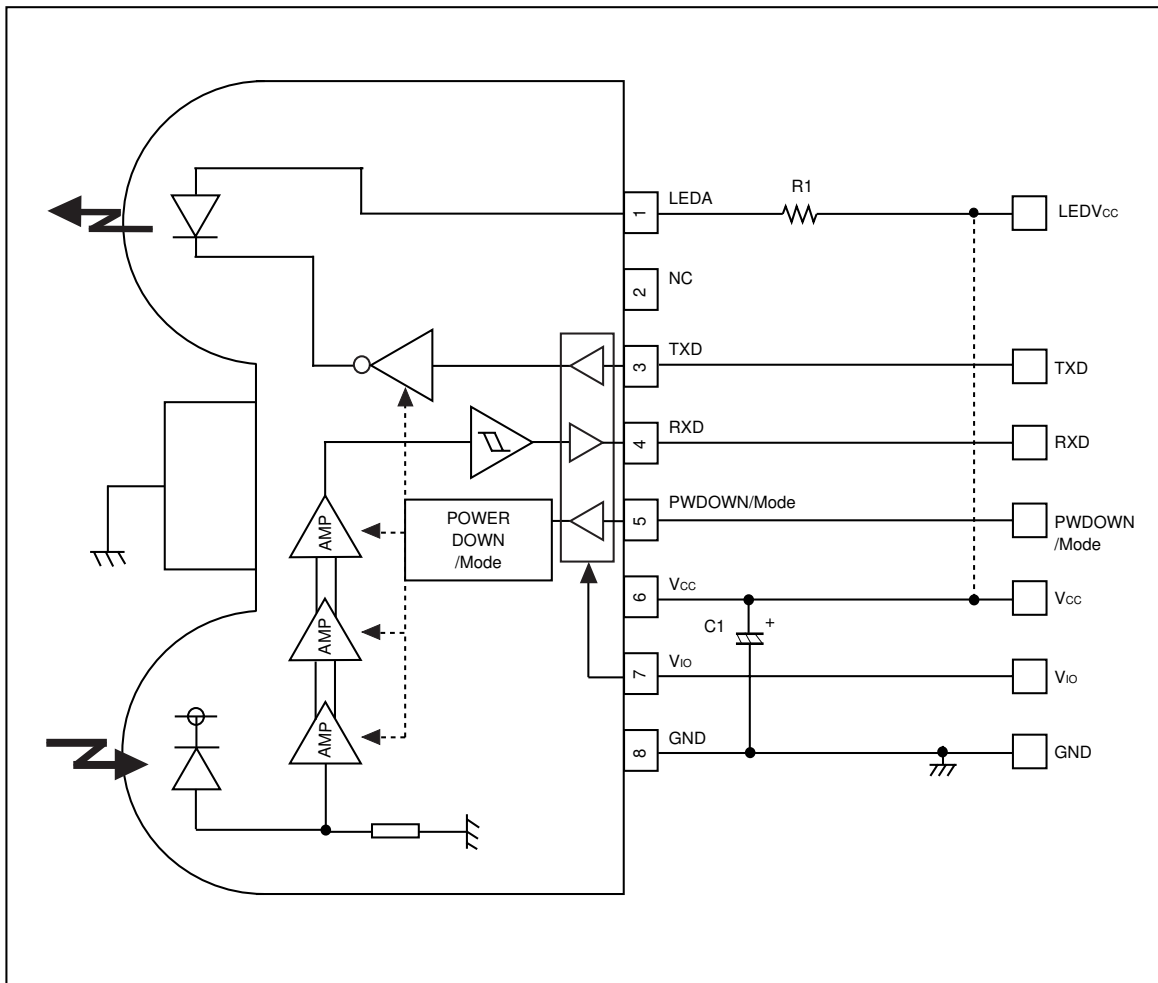 R1
LEDA
1
LEDVCC
NC
2
TXD
3
TXD
RXD
4
RXD
PWDOWN/Mode
5
PWDOWN
/Mode
POWER
DOWN
/Mode
AMP
AMP
AMP
VCC
6
C1
+
VCC
VIO
7
VIO
GND
8
GND